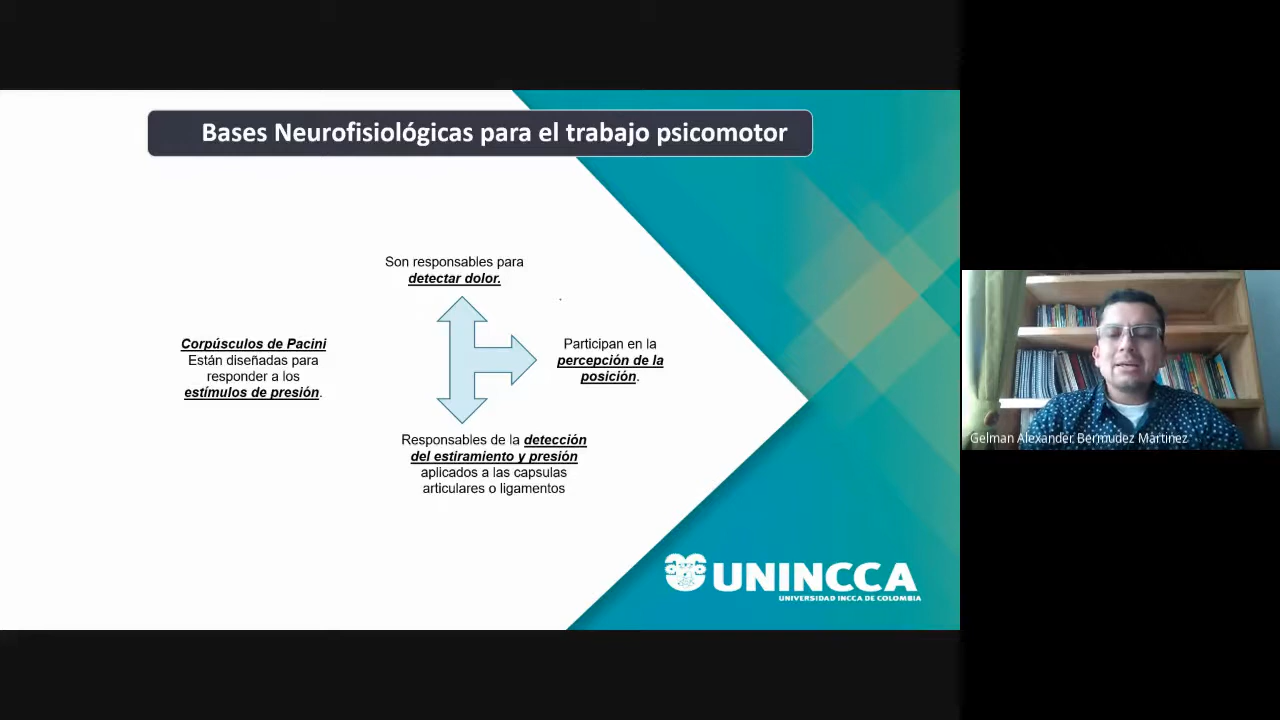 Bases Neurofisiológicas para el trabajo psicomotor
Son responsables para
detectar dolor.
Corpúsculos de Pacini
Están diseñadas para
responder a los
estímulos de presión.
Participan en la
percepción de la
posición.
Responsables de la detección
del estiramiento y presión
aplicados a las capsulas
articulares o ligamentos
UNINCCA
UNIVERSIDAD INCCA DE COLOMBIA
Gelman Alexander Bermudez Martinez